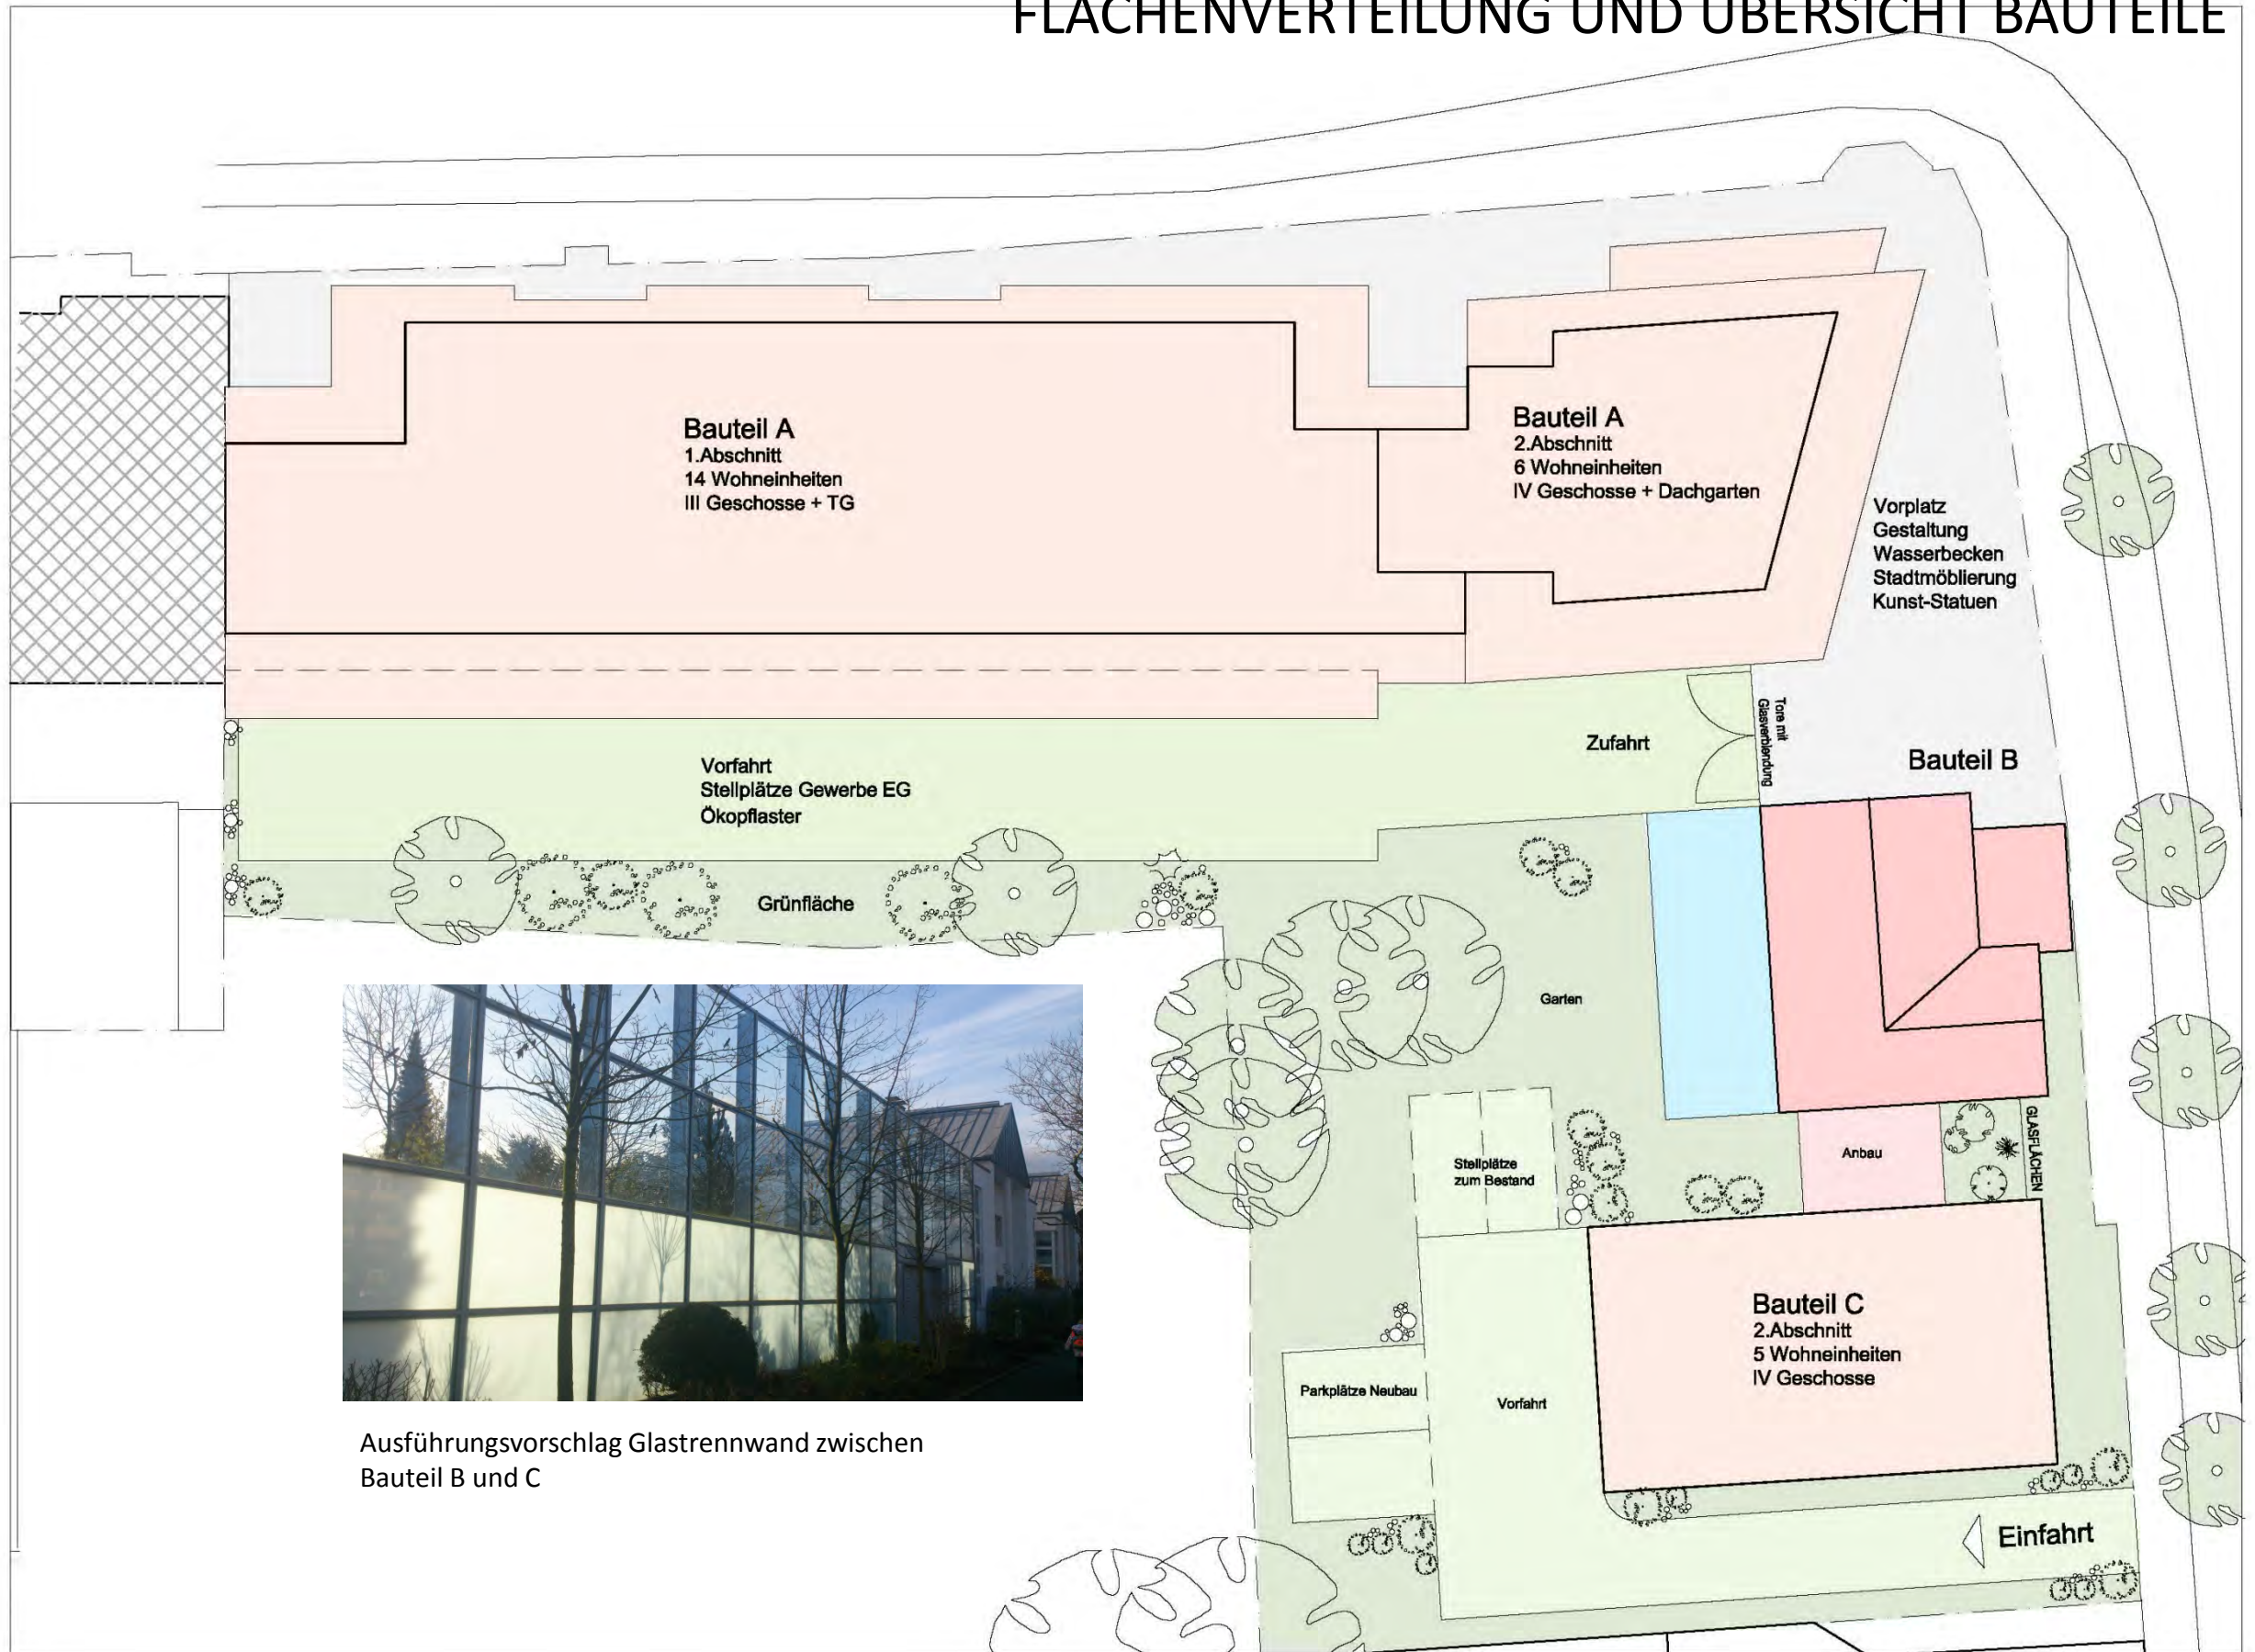 FLÄCHENVERTEILUNG UND ÜBERSICHT BAUTEILE
Bauteil A
1.Abschnitt
14 Wohneinheiten
III Geschosse + TG
Bauteil A
2.Abschnitt
6 Wohneinheiten
IV Geschosse + Dachgarten
Vorplatz
Gestaltung
Wasserbecken
Stadtmöblierung
Kunst-Statuen
Tore mit
Glasverblendung
Zufahrt
Bauteil B
Vorfahrt
Stellplätze Gewerbe EG
Ökopflaster
Grünfläche
Garten
Stellplätze
zum Bestand
Anbau
GLASFLÄCHEN
Bauteil C
2.Abschnitt
5 Wohneinheiten
IV Geschosse
Parkplätze Neubau
Vorfahrt
Einfahrt
Ausführungsvorschlag Glastrennwand zwischen
Bauteil B und C